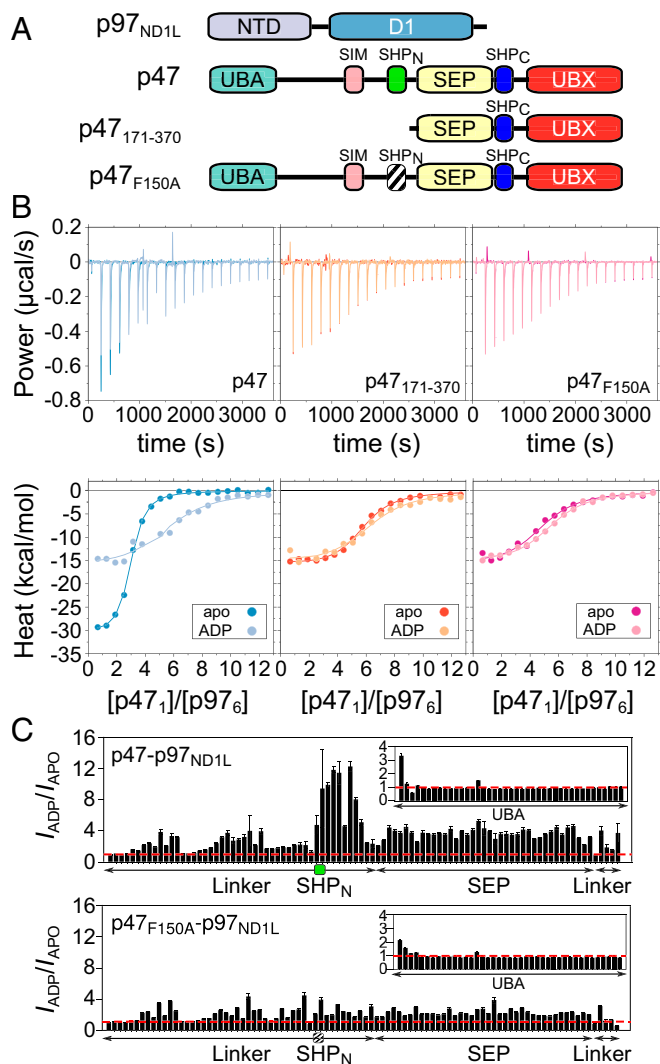 A
p97ND1L NTD D1
SIM SHPN SHPC
p47 UBA SEP UBX
SHPC
p47171-370 SEP UBX
SIM SHPN SHPC
p47F150A UBA SEP UBX
B
Power (µcal/s)
0.2
0
-0.2
-0.4
-0.6
-0.8
p47
p47171-370
p47F150A
0 1000 2000 3000
0 1000 2000 3000
0 1000 2000 3000
time (s)
time (s)
time (s)
Heat (kcal/mol)
0
-5
-10
-15
-20
-25
-30
-35
apo
ADP
apo
ADP
apo
ADP
0 2 4 6 8 10 12
0 2 4 6 8 10 12
0 2 4 6 8 10 12
[p471]/[p976]
[p471]/[p976]
[p471]/[p976]
C
IADP/IAPO
16
12
8
4
0
p47-p97ND1L
4
3
2
1
0
UBA
Linker SHPN SEP Linker
IADP/IAPO
16
12
8
4
0
p47F150A-p97ND1L
4
3
2
1
0
UBA
Linker SHPN SEP Linker